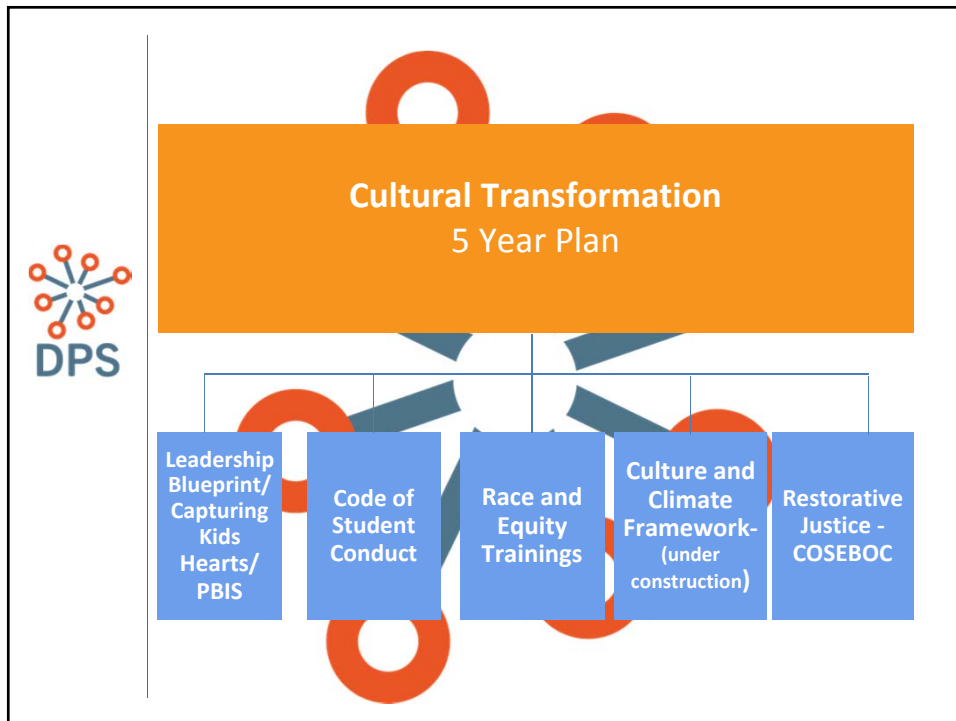 Cultural Transformation
5 Year Plan
DPS
Leadership
Blueprint/
Capturing
Kids
Hearts/
PBIS
Code of
Student
Conduct
Race and
Equity
Trainings
Culture and
Climate
Framework-
(under
construction)
Restorative
Justice -
COSEBOC